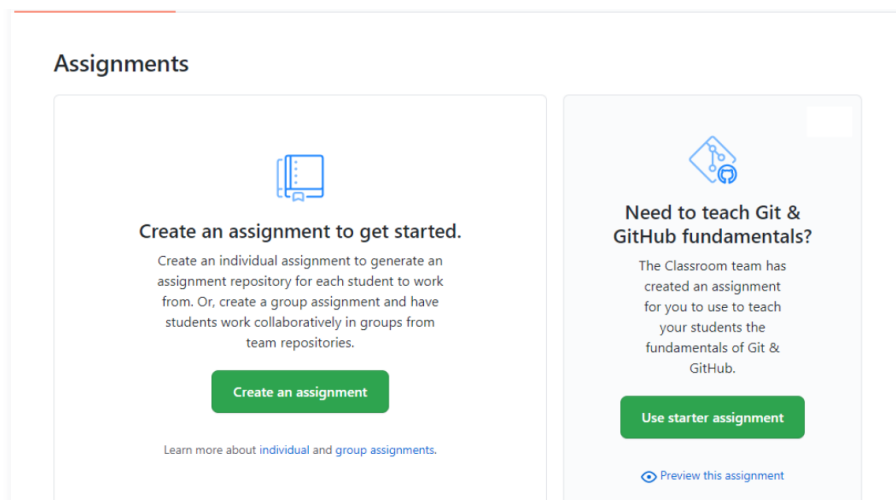 Assignments
Create an assignment to get started.
Create an individual assignment to generate an
assignment repository for each student to work
from. Or, create a group assignment and have
students work collaboratively in groups from
team repositories.
Create an assignment
Learn more about individual and group assignments.
Need to teach Git &
GitHub fundamentals?
The Classroom team has
created an assignment
for you to use to teach
your students the
fundamentals of Git &
GitHub.
Use starter assignment
Preview this assignment